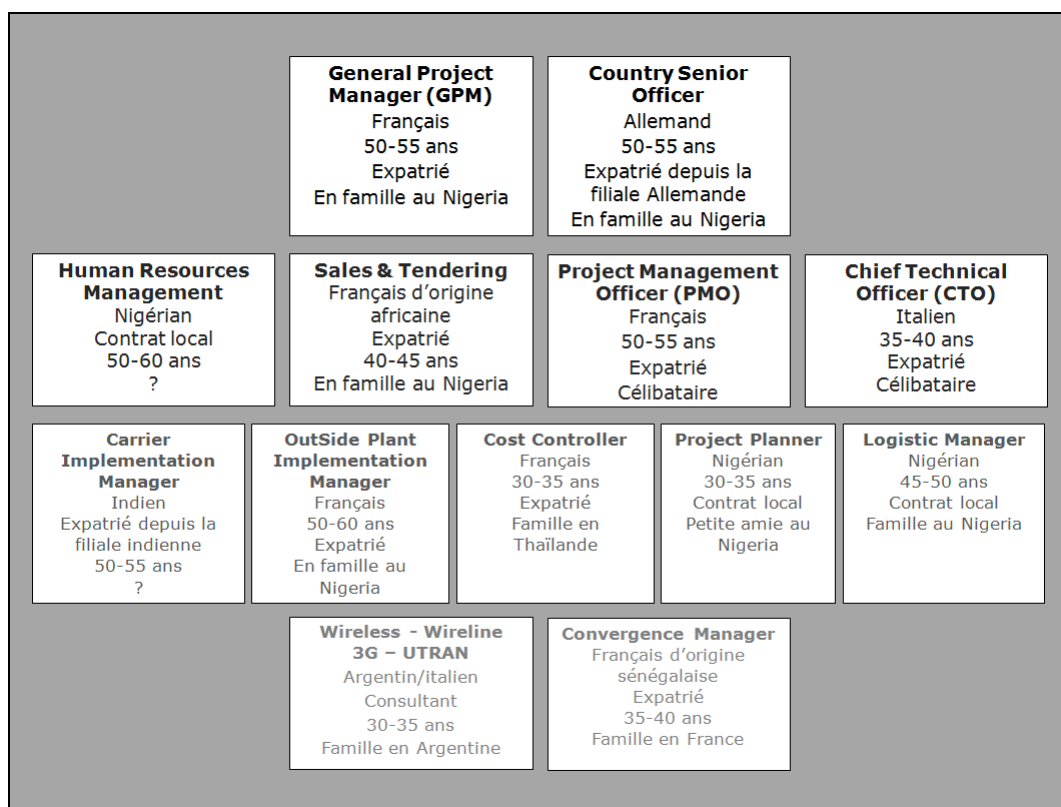 General Project
Manager (GPM)
Français
50-55 ans
Expatrié
En famille au Nigeria
Country Senior
Officer
Allemand
50-55 ans
Expatrié depuis la
filiale Allemande
En famille au Nigeria
Human Resources
Management
Nigérian
Contrat local
50-60 ans
?
Sales & Tendering
Français d'origine
africaine
Expatrié
40-45 ans
En famille au Nigeria
Project Management
Officer (PMO)
Français
50-55 ans
Expatrié
Célibataire
Chief Technical
Officer (CTO)
Italien
35-40 ans
Expatrié
Célibataire
Carrier
Implementation
Manager
Indien
Expatrié depuis la
filiale indienne
50-55 ans
?
OutSide Plant
Implementation
Manager
Français
50-60 ans
Expatrié
En famille au
Nigeria
Cost Controller
Français
30-35 ans
Expatrié
Famille en
Thaïlande
Project Planner
Nigérian
30-35 ans
Contrat local
Petite amie au
Nigeria
Logistic Manager
Nigérian
45-50 ans
Contrat local
Famille au Nigeria
Wireless - Wireline
3G – UTRAN
Argentin/italien
Consultant
30-35 ans
Famille en Argentine
Convergence Manager
Français d'origine
sénégalaise
Expatrié
35-40 ans
Famille en France